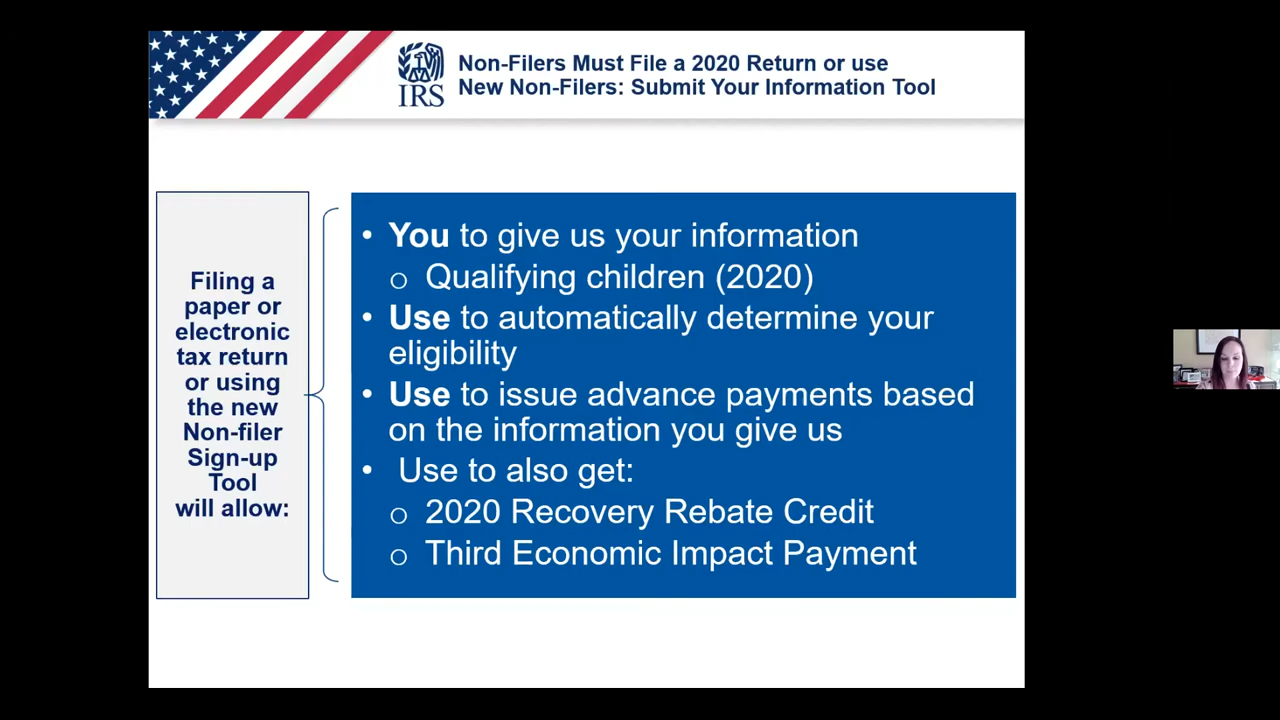 Non-Filers Must File a 2020 Return or use
New Non-Filers: Submit Your Information Tool
IRS
Filing a
paper or
electronic
tax return
or using
the new
Non-filer
Sign-up
Tool
will allow:
• You to give us your information
o Qualifying children (2020)
• Use to automatically determine your
eligibility
• Use to issue advance payments based
on the information you give us
• Use to also get:
o 2020 Recovery Rebate Credit
o Third Economic Impact Payment